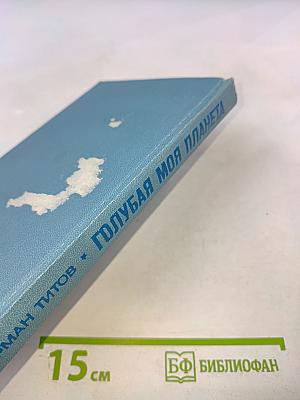 МАН ТИТОВ ★ ГОЛУБАЯ МОЯ ПЛАНЕТА
15 СМ
БФ БИБЛИОФАН